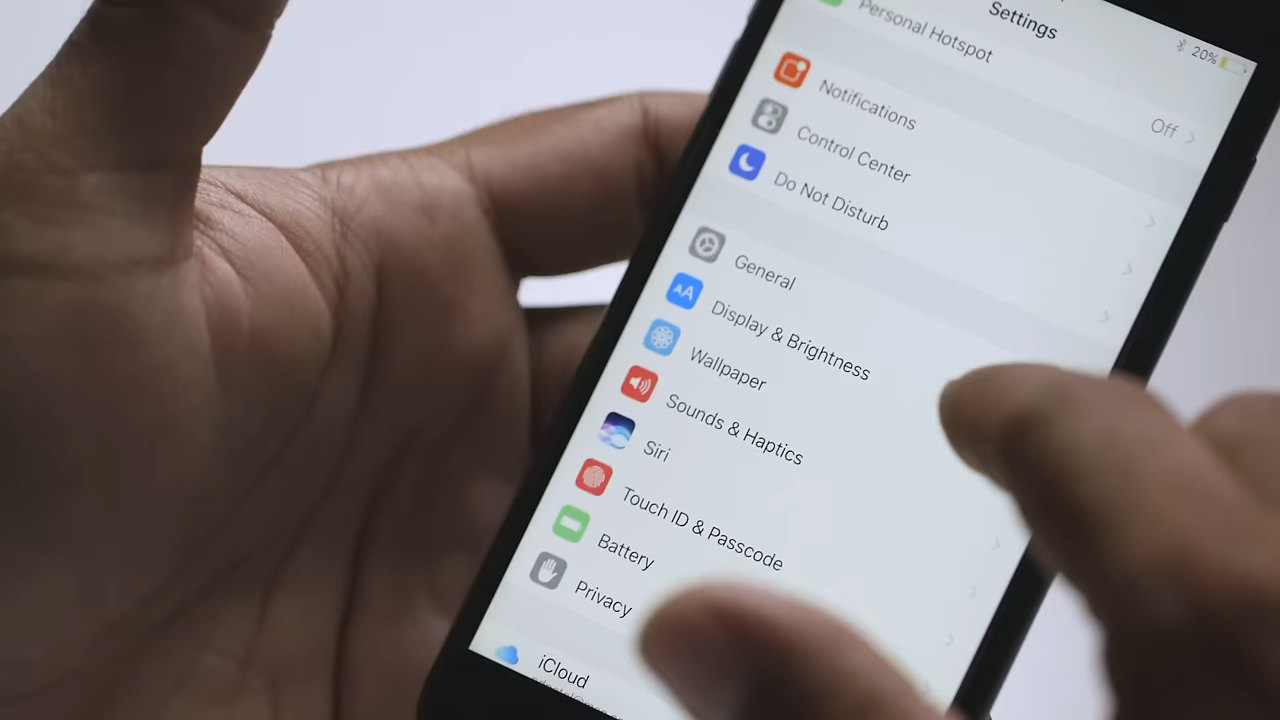 Settings
20%
Personal Hotspot
Off
Notifications
Control Center
Do Not Disturb
General
AA
Display & Brightness
Wallpaper
Sounds & Haptics
Siri
Touch ID & Passcode
Battery
Privacy
iCloud